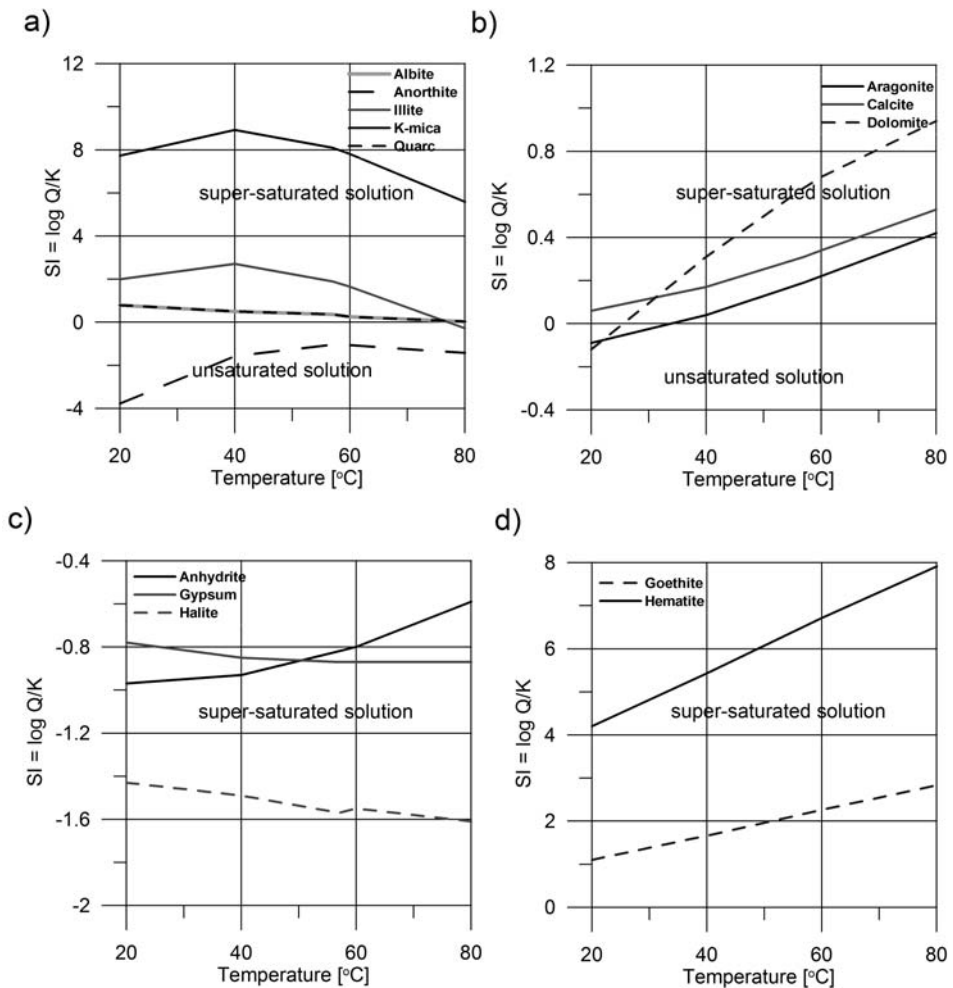 a)
12
8
4
0
-4
SI = log Q/K
Albite
Anorthite
Illite
K-mica
Quarc
super-saturated solution
unsaturated solution
20 40 60 80
Temperature [°C]
b)
1.2
0.8
0.4
0
-0.4
SI = log Q/K
Aragonite
Calcite
Dolomite
super-saturated solution
unsaturated solution
20 40 60 80
Temperature [°C]
c)
-0.4
-0.8
-1.2
-1.6
-2
SI = log Q/K
Anhydrite
Gypsum
Halite
super-saturated solution
20 40 60 80
Temperature [°C]
d)
8
6
4
2
0
SI = log Q/K
Goethite
Hematite
super-saturated solution
20 40 60 80
Temperature [°C]